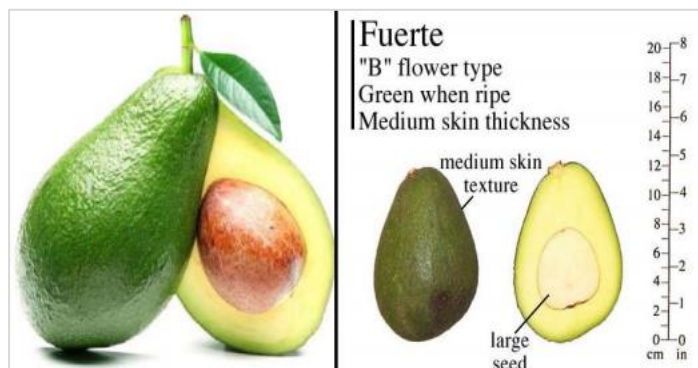 Fuerte
"B" flower type
Green when ripe
Medium skin thickness
medium skin
texture
large
seed
20
18
16
14
12
10
8
6
4
2
0
cm
8
7
6
5
4
3
2
1
0
in